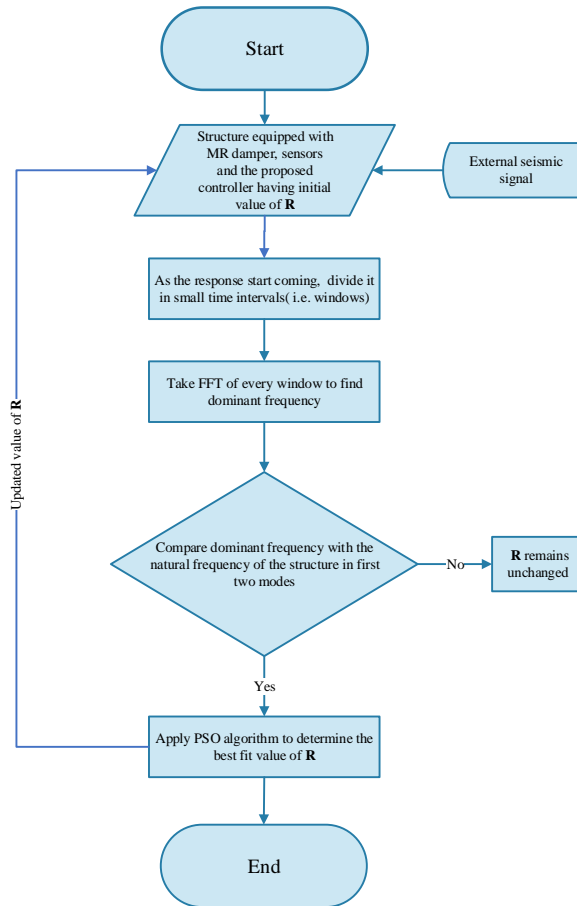 Start
Structure equipped with
MR damper, sensors
and the proposed
controller having initial
value of R
External seismic
signal
As the response start coming, divide it
in small time intervals( i.e. windows)
Take FFT of every window to find
dominant frequency
Updated value of R
Compare dominant frequency with the
natural frequency of the structure in first
two modes
No
R remains
unchanged
Yes
Apply PSO algorithm to determine the
best fit value of R
End